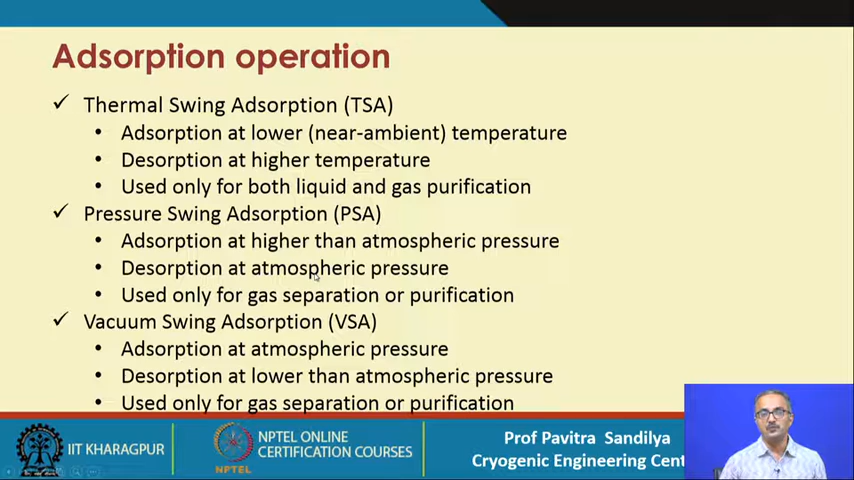 Adsorption operation
✓ Thermal Swing Adsorption (TSA)
• Adsorption at lower (near-ambient) temperature
• Desorption at higher temperature
• Used only for both liquid and gas purification
✓ Pressure Swing Adsorption (PSA)
• Adsorption at higher than atmospheric pressure
• Desorption at atmospheric pressure
• Used only for gas separation or purification
✓ Vacuum Swing Adsorption (VSA)
• Adsorption at atmospheric pressure
• Desorption at lower than atmospheric pressure
• Used only for gas separation or purification
IIT KHARAGPUR
NPTEL
NPTEL ONLINE
CERTIFICATION COURSES
Prof Pavitra Sandilya
Cryogenic Engineering Cent